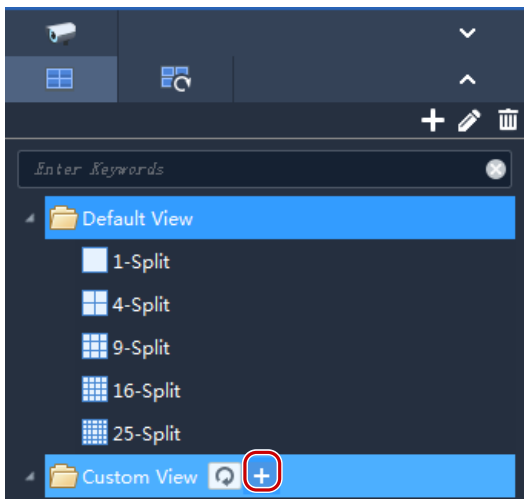 Enter Keywords
Default View
1-Split
4-Split
9-Split
16-Split
25-Split
Custom View